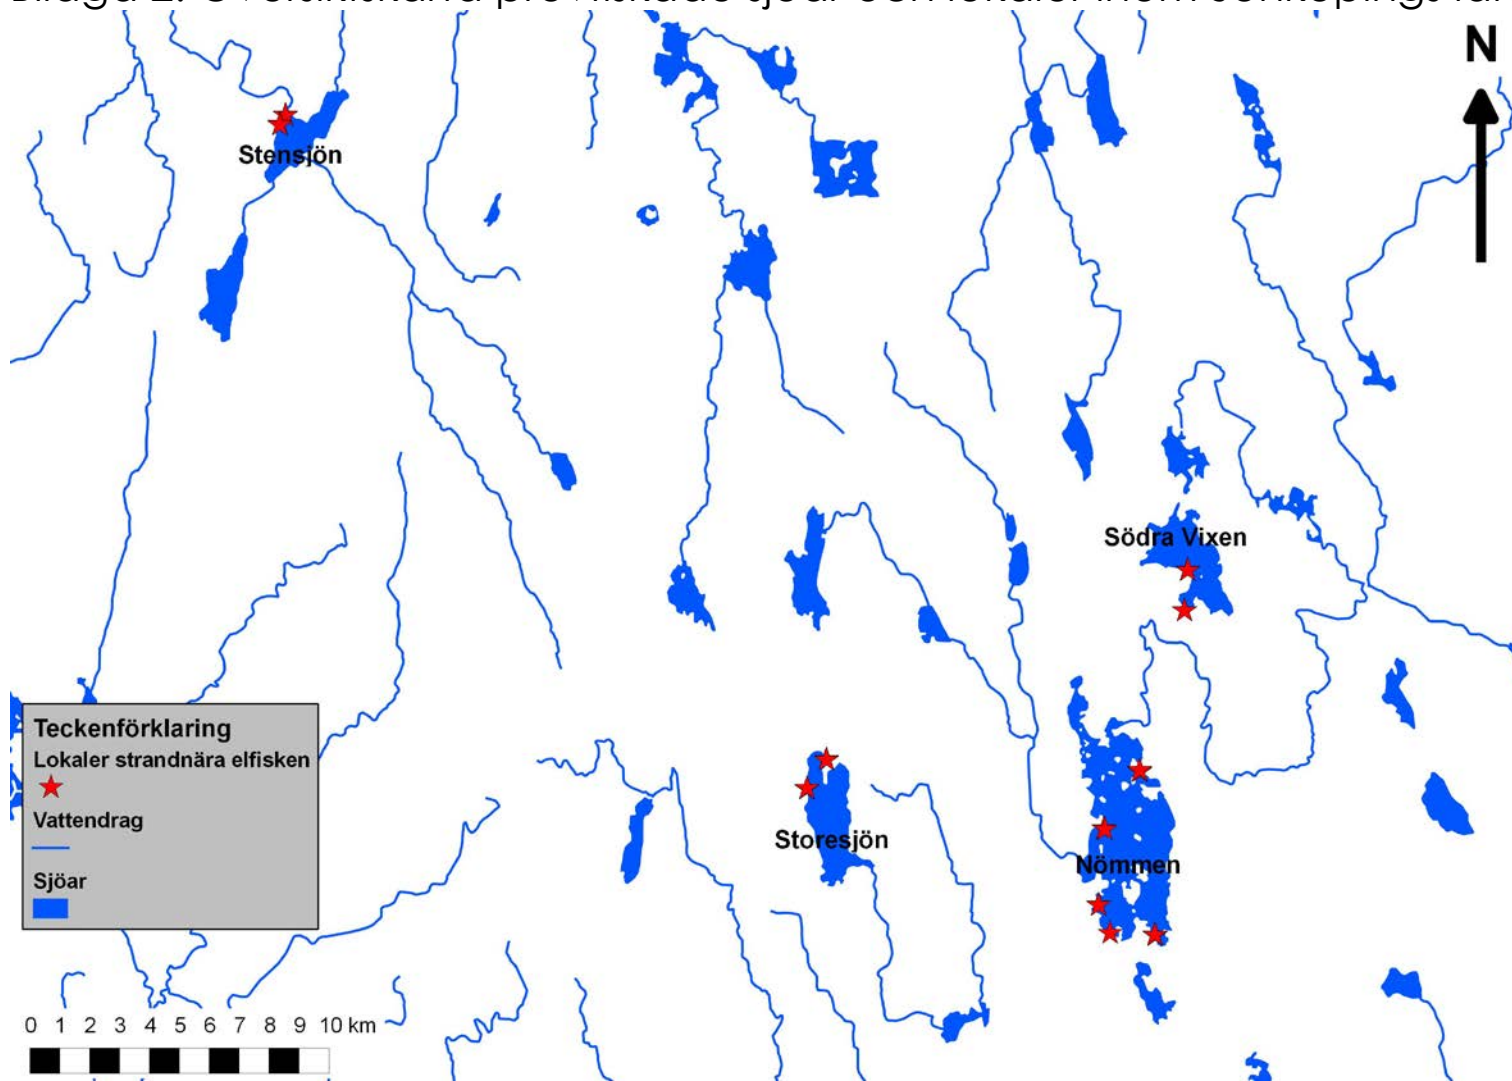 N
Stensjön
Södra Vixen
Storesjön
Nömmen
Teckenförklaring
Lokaler strandnära elfisken
Vattendrag
Sjöar
0 1 2 3 4 5 6 7 8 9 10 km